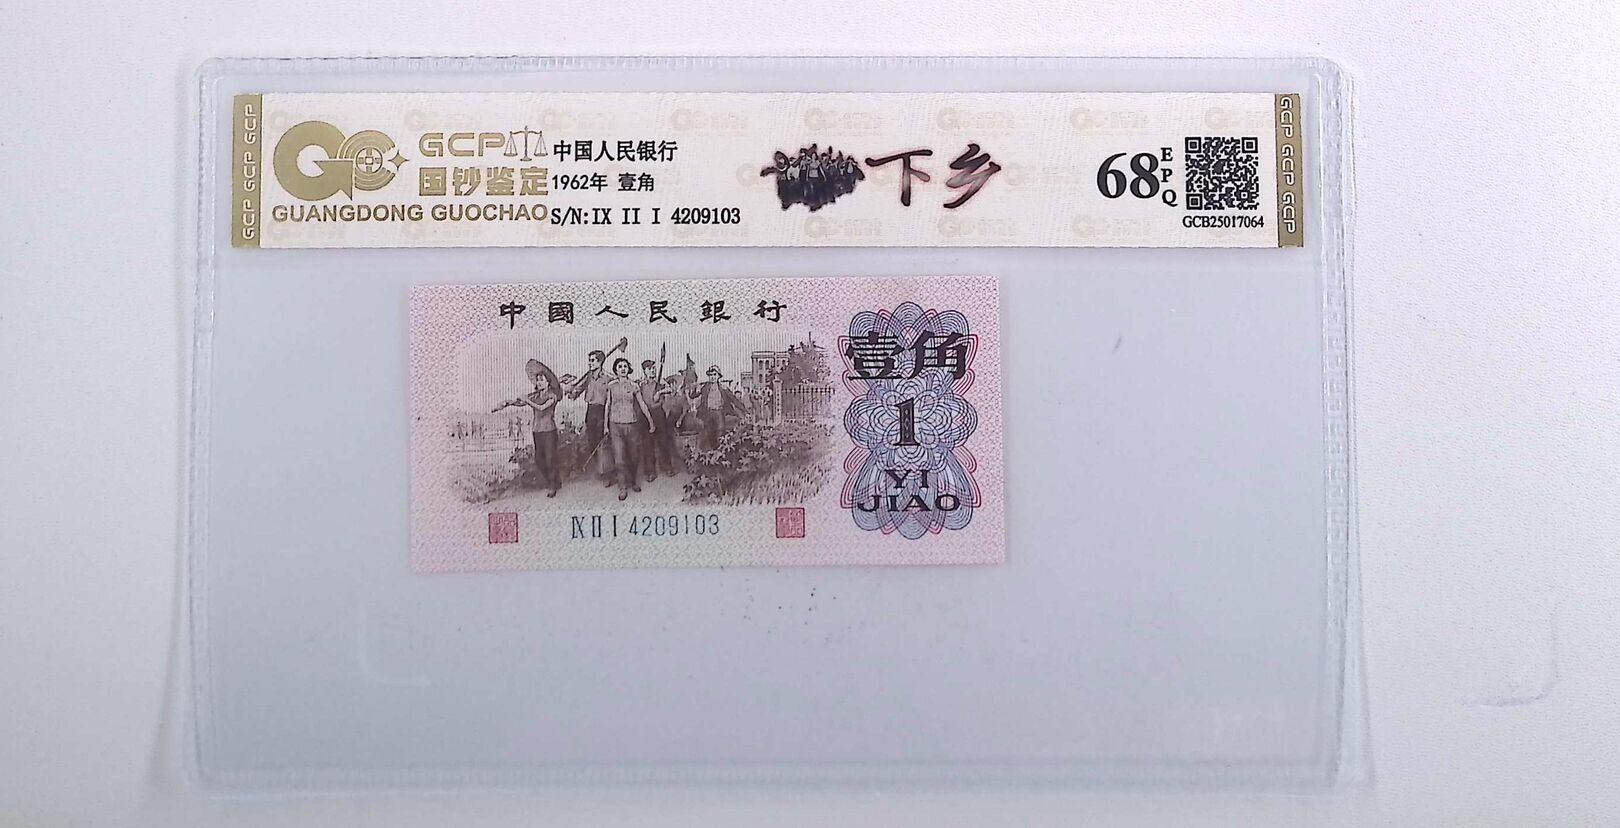 GCP GCP GCP
GCP
国钞鉴定
GUANGDONG GUOCHAO
中国人民银行
1962年 壹角
S/N:IX II I 4209103
下乡
68
EPQ
GCB25017064
GCP GCP GCP
中國人民銀行
壹角
1
YI
JIAO
IX II I 4209103